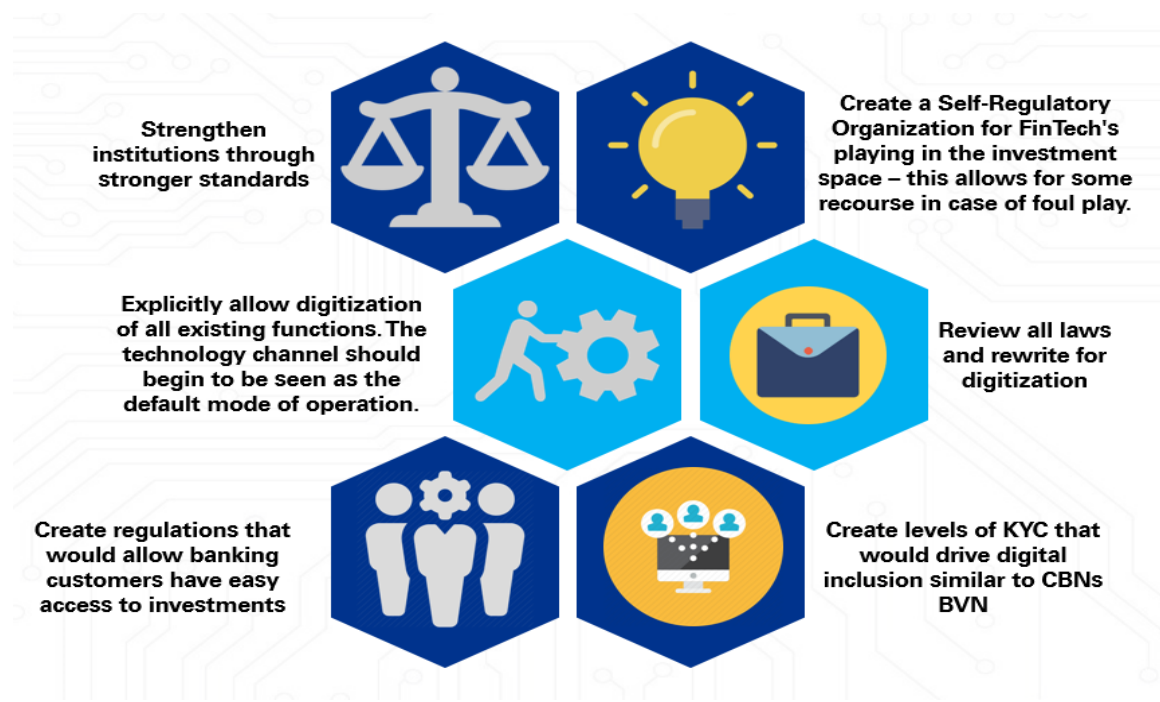 Strengthen
institutions through
stronger standards
Create a Self-Regulatory
Organization for FinTech's
playing in the investment
space – this allows for some
recourse in case of foul play.
Explicitly allow digitization
of all existing functions. The
technology channel should
begin to be seen as the
default mode of operation.
Review all laws
and rewrite for
digitization
Create regulations that
would allow banking
customers have easy
access to investments
Create levels of KYC that
would drive digital
inclusion similar to CBNs
BVN